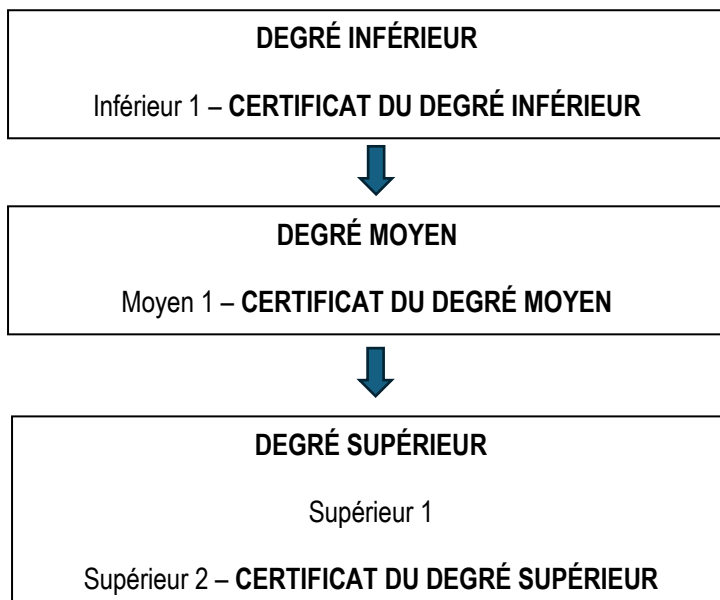 DEGRÉ INFÉRIEUR
Inférieur 1 – CERTIFICAT DU DEGRÉ INFÉRIEUR
DEGRÉ MOYEN
Moyen 1 – CERTIFICAT DU DEGRÉ MOYEN
DEGRÉ SUPÉRIEUR
Supérieur 1
Supérieur 2 – CERTIFICAT DU DEGRÉ SUPÉRIEUR